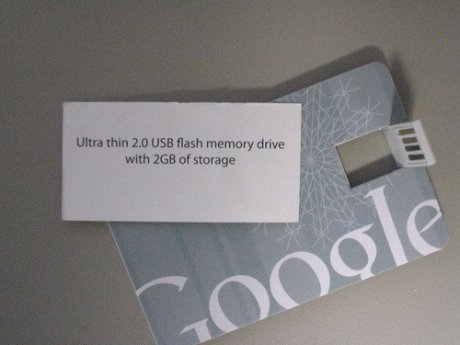 Ultra thin 2.0 USB flash memory drive
with 2GB of storage
Google